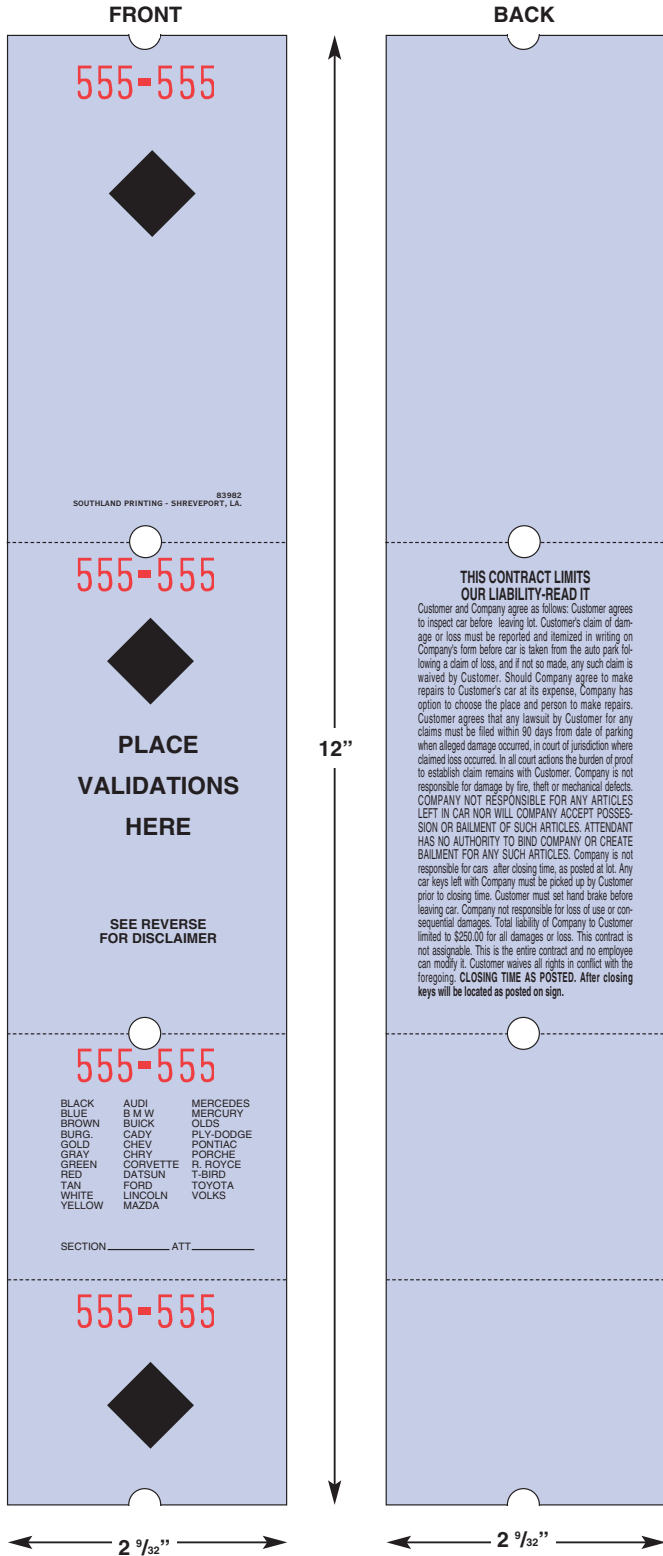 FRONT
555-555
83982
SOUTHLAND PRINTING - SHREVEPORT, LA.
555-555
PLACE
VALIDATIONS
HERE
SEE REVERSE
FOR DISCLAIMER
555-555
BLACK AUDI MERCEDES
BLUE B M W MERCURY
BROWN BUICK OLDS
BURG. CADY PLY-DODGE
GOLD CHEV PONTIAC
GRAY CHRY PORCHE
GREEN CORVETTE R. ROYCE
RED DATSUN T-BIRD
TAN FORD TOYOTA
WHITE LINCOLN VOLKS
YELLOW MAZDA
SECTION ATT
555-555
2 9/32”
12”
BACK
THIS CONTRACT LIMITS
OUR LIABILITY-READ IT
Customer and Company agree as follows: Customer agrees
to inspect car before leaving lot. Customer's claim of dam-
age or loss must be reported and itemized in writing on
Company's form before car is taken from the auto park fol-
lowing a claim of loss, and if not so made, any such claim is
waived by Customer. Should Company agree to make
repairs to Customer's car at its expense, Company has
option to choose the place and person to make repairs.
Customer agrees that any lawsuit by Customer for any
claims must be filed within 90 days from date of parking
when alleged damage occurred, in court of jurisdiction where
claimed loss occurred. In all court actions the burden of proof
to establish claim remains with Customer. Company is not
responsible for damage by fire, theft or mechanical defects.
COMPANY NOT RESPONSIBLE FOR ANY ARTICLES
LEFT IN CAR NOR WILL COMPANY ACCEPT POSSES-
SION OR BAILMENT OF SUCH ARTICLES. ATTENDANT
HAS NO AUTHORITY TO BIND COMPANY OR CREATE
BAILMENT FOR ANY SUCH ARTICLES. Company is not
responsible for cars after closing time, as posted at lot. Any
car keys left with Company must be picked up by Customer
prior to closing time. Customer must set hand brake before
leaving car. Company not responsible for loss of use or con-
sequential damages. Total liability of Company to Customer
limited to $250.00 for all damages or loss. This contract is
not assignable. This is the entire contract and no employee
can modify it. Customer waives all rights in conflict with the
foregoing. CLOSING TIME AS POSTED. After closing
keys will be located as posted on sign.
2 9/32”